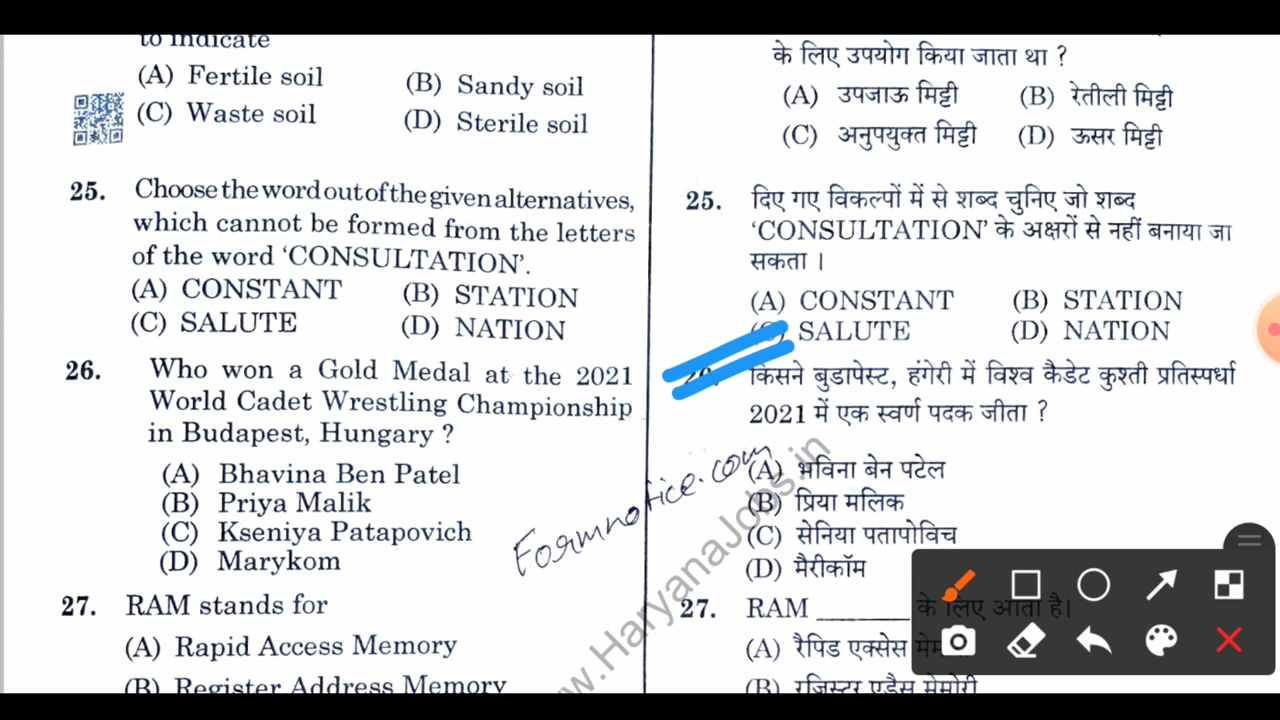 to indicate
(A) Fertile soil (B) Sandy soil
(C) Waste soil (D) Sterile soil
25. Choose the word out of the given alternatives,
which cannot be formed from the letters
of the word ‘CONSULTATION’.
(A) CONSTANT (B) STATION
(C) SALUTE (D) NATION
26. Who won a Gold Medal at the 2021
World Cadet Wrestling Championship
in Budapest, Hungary ?
(A) Bhavina Ben Patel
(B) Priya Malik
(C) Kseniya Patapovich
(D) Marykom
27. RAM stands for
(A) Rapid Access Memory
(B) Register Address Memory
के लिए उपयोग किया जाता था ?
(A) उपजाऊ मिट्टी (B) रेतीली मिट्टी
(C) अनुपयुक्त मिट्टी (D) ऊसर मिट्टी
25. दिए गए विकल्पों में से शब्द चुनिए जो शब्द
‘CONSULTATION’ के अक्षरों से नहीं बनाया जा
सकता ।
(A) CONSTANT (B) STATION
SALUTE (D) NATION
किसने बुडापेस्ट, हंगेरी में विश्व कैडेट कुश्ती प्रतिस्पर्धा
2021 में एक स्वर्ण पदक जीता ?
(A) भविना बेन पटेल
(B) प्रिया मलिक
(C) सेनिया पतापोविच
(D) मैरीकॉम
27. RAM ______ के लिए आता है।
(A) रैपिड एक्सेस
(B) रजिस्टर एड्रैस मेमोरी
Formnotice.com
www.HaryanaJobs.in